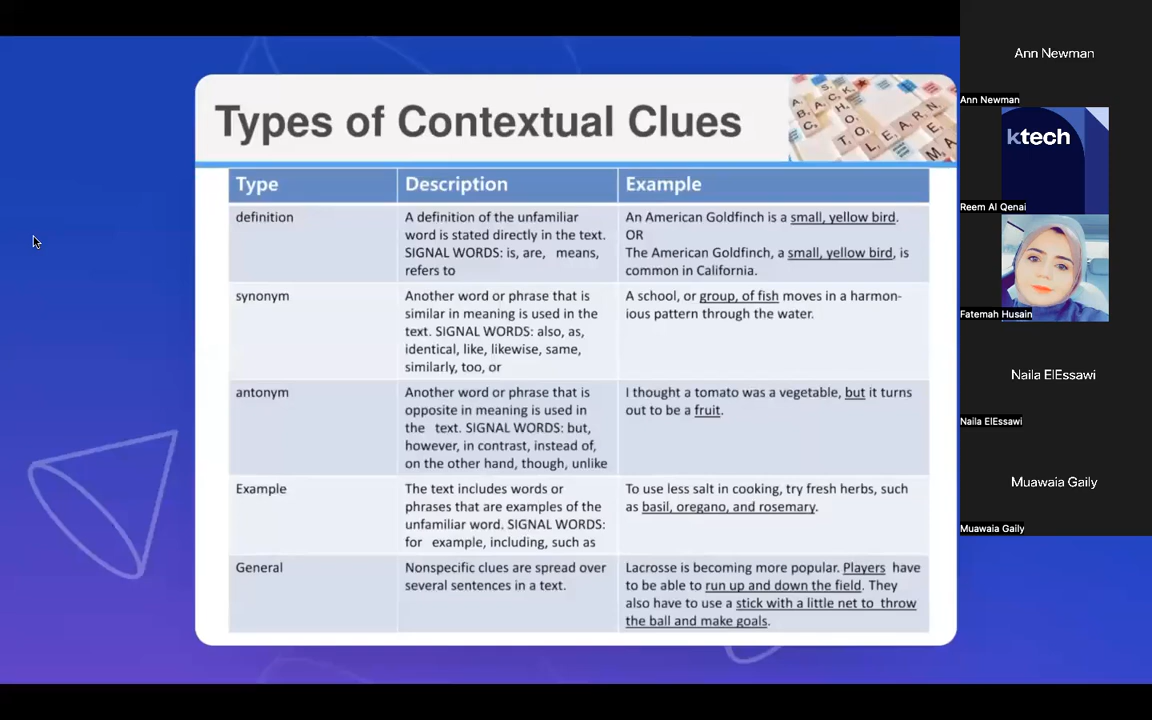 Types of Contextual Clues
Type Description Example
definition
A definition of the unfamiliar
word is stated directly in the text.
SIGNAL WORDS: is, are, means,
refers to
An American Goldfinch is a small, yellow bird.
OR
The American Goldfinch, a small, yellow bird, is
common in California.
synonym
Another word or phrase that is
similar in meaning is used in the
text. SIGNAL WORDS: also, as,
identical, like, likewise, same,
similarly, too, or
A school, or group, of fish moves in a harmon-
ious pattern through the water.
antonym
Another word or phrase that is
opposite in meaning is used in
the text. SIGNAL WORDS: but,
however, in contrast, instead of,
on the other hand, though, unlike
I thought a tomato was a vegetable, but it turns
out to be a fruit.
Example
The text includes words or
phrases that are examples of the
unfamiliar word. SIGNAL WORDS:
for example, including, such as
To use less salt in cooking, try fresh herbs, such
as basil, oregano, and rosemary.
General
Nonspecific clues are spread over
several sentences in a text.
Lacrosse is becoming more popular. Players have
to be able to run up and down the field. They
also have to use a stick with a little net to throw
the ball and make goals.
Ann Newman
Ann Newman
ktech
Reem Al Qenai
Fatemah Husain
Naila ElEssawi
Naila ElEssawi
Muawaia Gaily
Muawaia Gaily